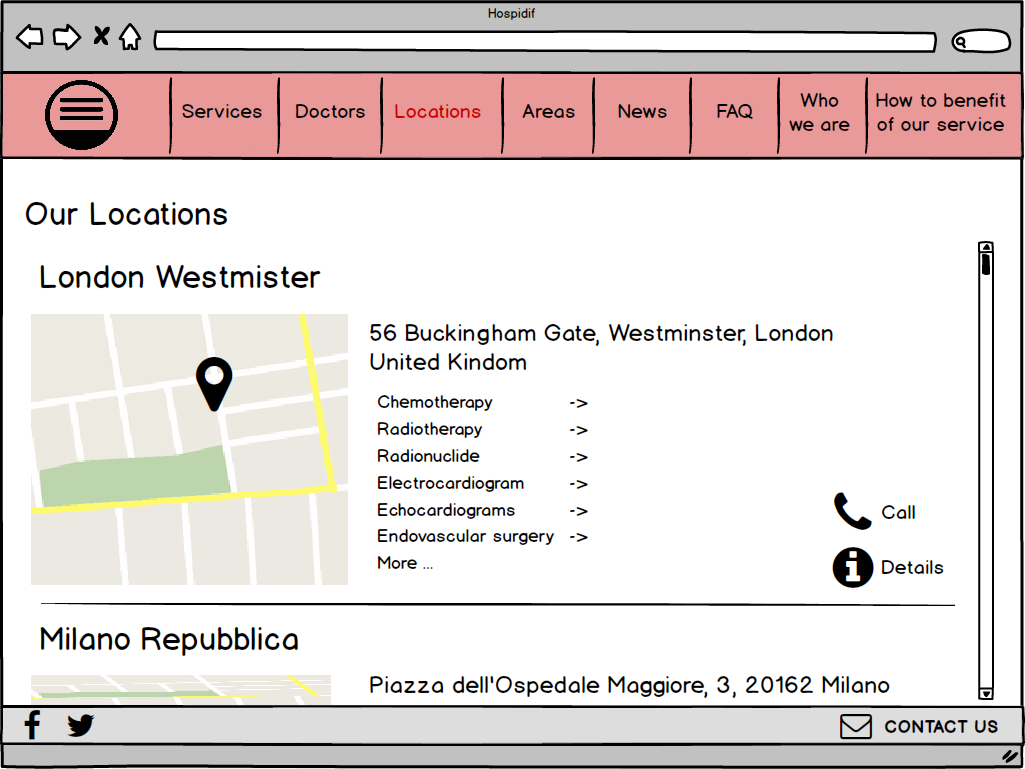 Hospidif
Services
Doctors
Locations
Areas
News
FAQ
Who
we are
How to benefit
of our service
Our Locations
London Westmister
56 Buckingham Gate, Westminster, London
United Kindom
Chemotherapy ->
Radiotherapy ->
Radionuclide ->
Electrocardiogram ->
Echocardiograms ->
Endovascular surgery ->
More ...
Call
Details
Milano Repubblica
Piazza dell'Ospedale Maggiore, 3, 20162 Milano
CONTACT US